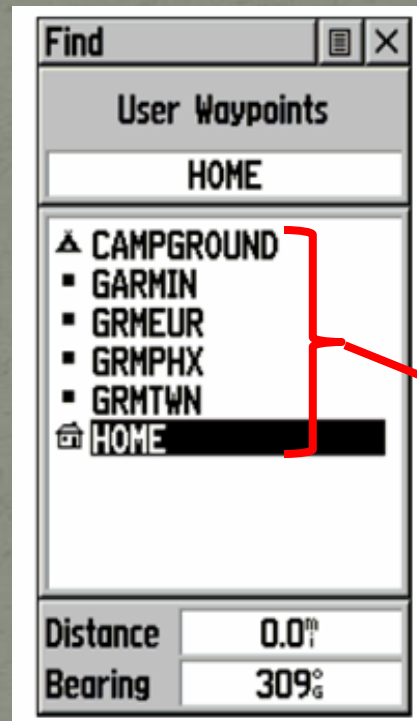 Find
User Waypoints
HOME
CAMPGROUND
GARMIN
GRMEUR
GRMPHX
GRMTWN
HOME
Distance 0.0mi
Bearing 309°G